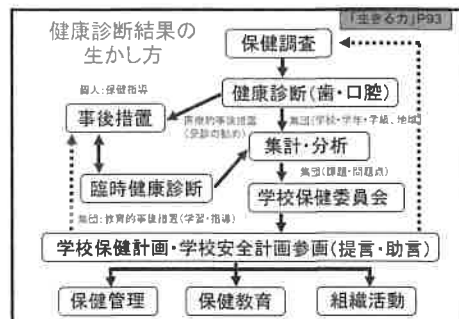 「生きる力」P93
健康診断結果の
生かし方
保健調査
健康診断(歯・口腔)
個人:保健指導
事後措置
医療的事後措置
(受診の勧め)
集団(学校・学年・学級、地域)
集計・分析
臨時健康診断
集団(課題・問題点)
学校保健委員会
集団:教育的事後措置(学習・指導)
学校保健計画・学校安全計画参画(提言・助言)
保健管理
保健教育
組織活動